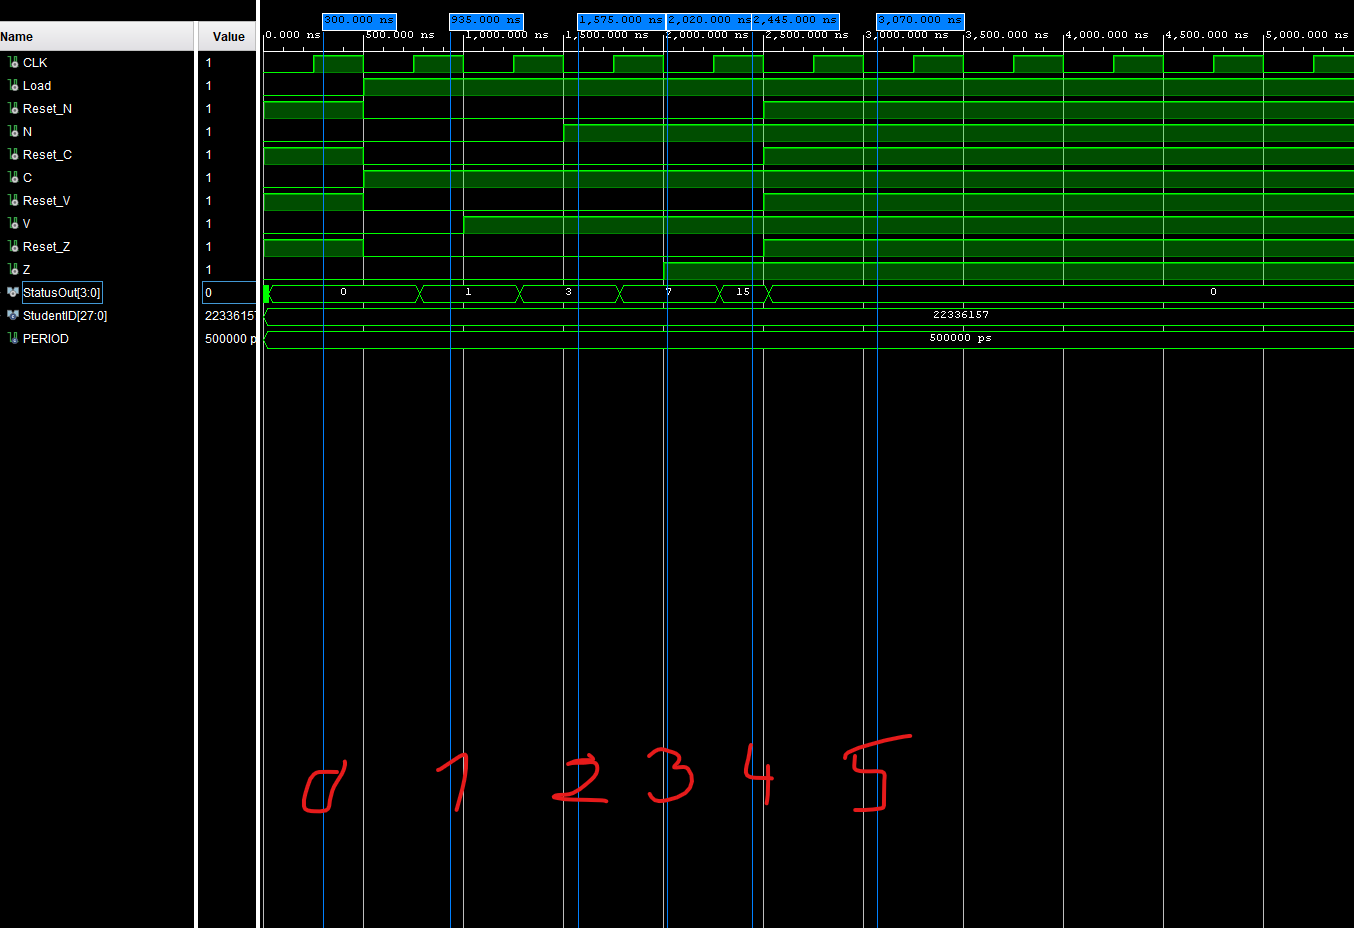 300.000 ns 935.000 ns 1,575.000 ns 2,020.000 ns 2,445.000 ns 3,070.000 ns
Name Value 0.000 ns 500.000 ns 1,000.000 ns 1,500.000 ns 2,000.000 ns 2,500.000 ns 3,000.000 ns 3,500.000 ns 4,000.000 ns 4,500.000 ns 5,000.000 ns
CLK 1
Load 1
Reset_N 1
N 1
Reset_C 1
C 1
Reset_V 1
V 1
Reset_Z 1
Z 1
StatusOut[3:0] 0 0 1 3 7 15 0
StudentID[27:0] 22336157 22336157
PERIOD 500000 p 500000 ps
0 1 2 3 4 5